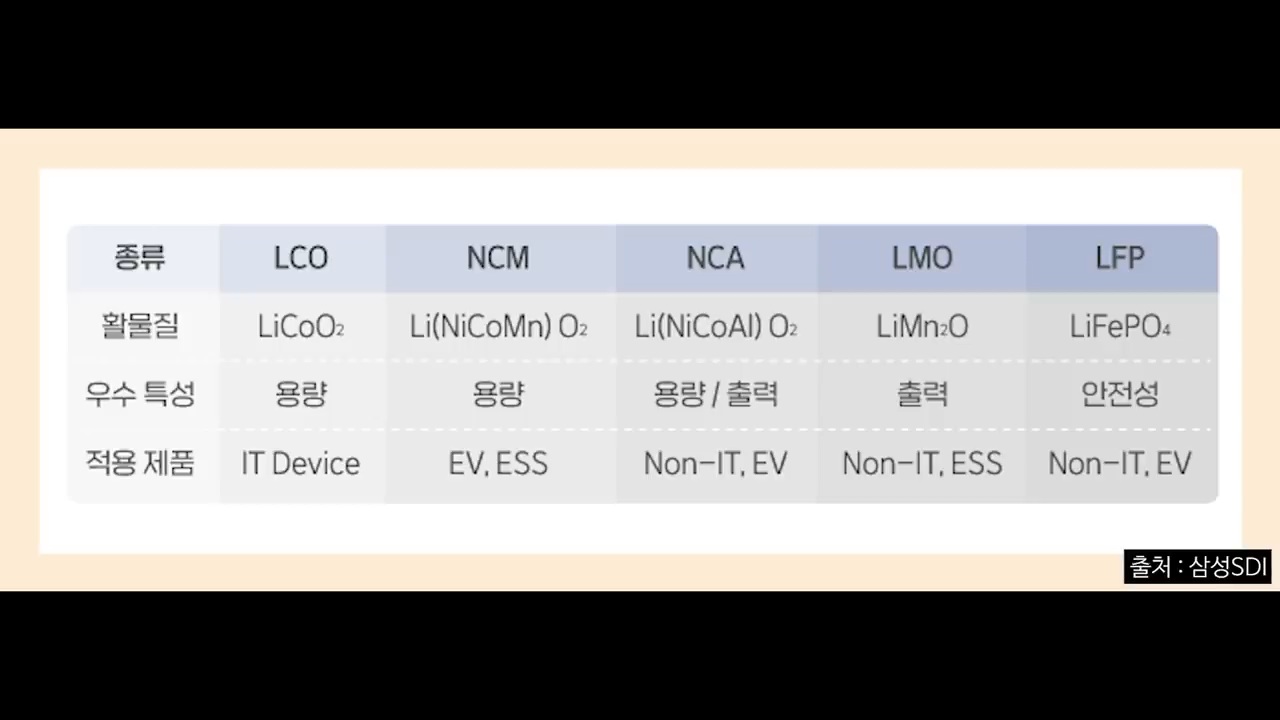 종류 LCO NCM NCA LMO LFP
활물질 LiCoO₂ Li(NiCoMn) O₂ Li(NiCoAl) O₂ LiMn₂O LiFePO₄
우수 특성 용량 용량 용량 / 출력 출력 안전성
적용 제품 IT Device EV, ESS Non-IT, EV Non-IT, ESS Non-IT, EV
출처 : 삼성SDI